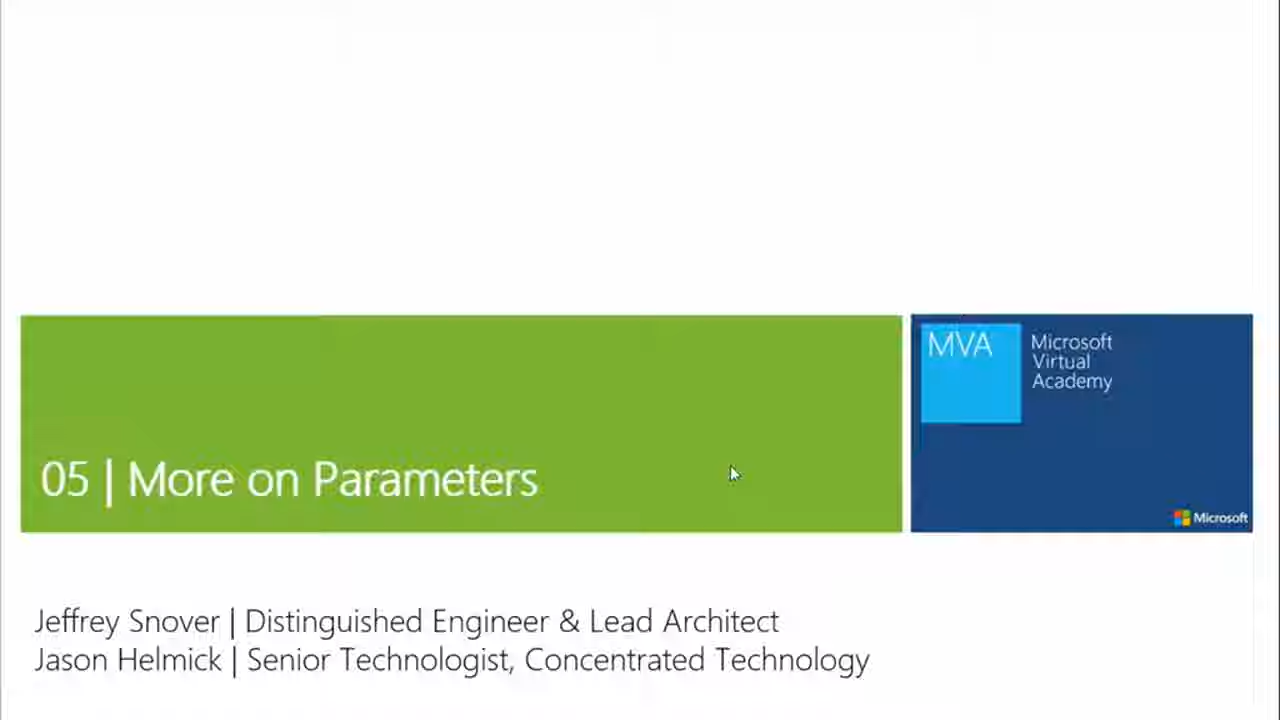 MVA
Microsoft
Virtual
Academy
05 | More on Parameters
Microsoft
Jeffrey Snover | Distinguished Engineer & Lead Architect
Jason Helmick | Senior Technologist, Concentrated Technology